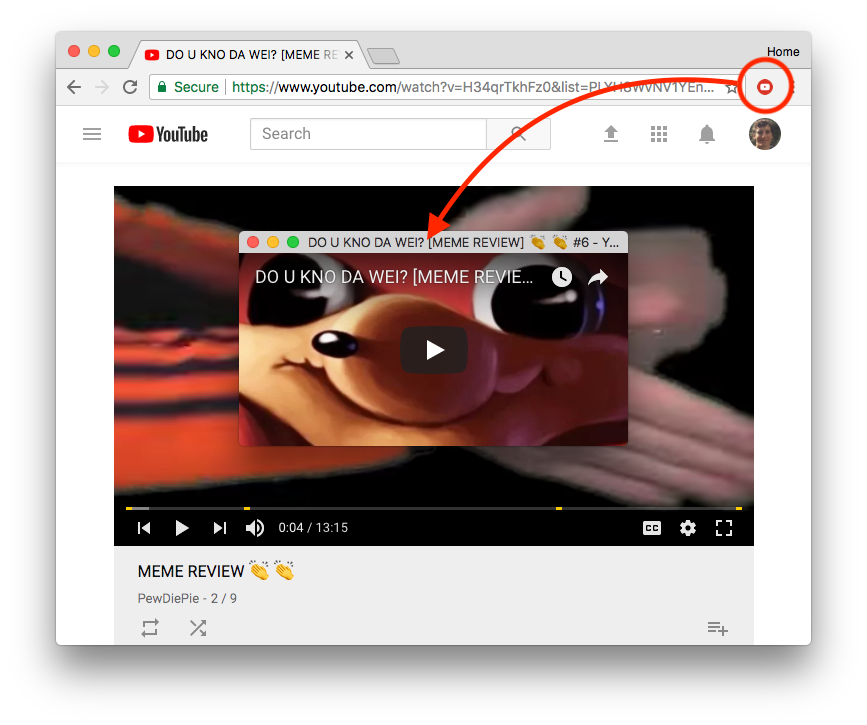 DO U KNO DA WEI? [MEME RE
Home
Secure
https://www.youtube.com/watch?v=H34qrTkhFz0&list=PLYH8WvNV1YEn...
YouTube
Search
DO U KNO DA WEI? [MEME REVIEW] 👏 👏 #6 - Y...
DO U KNO DA WEI? [MEME REVIE...
0:04 / 13:15
CC
MEME REVIEW 👏 👏
PewDiePie - 2 / 9